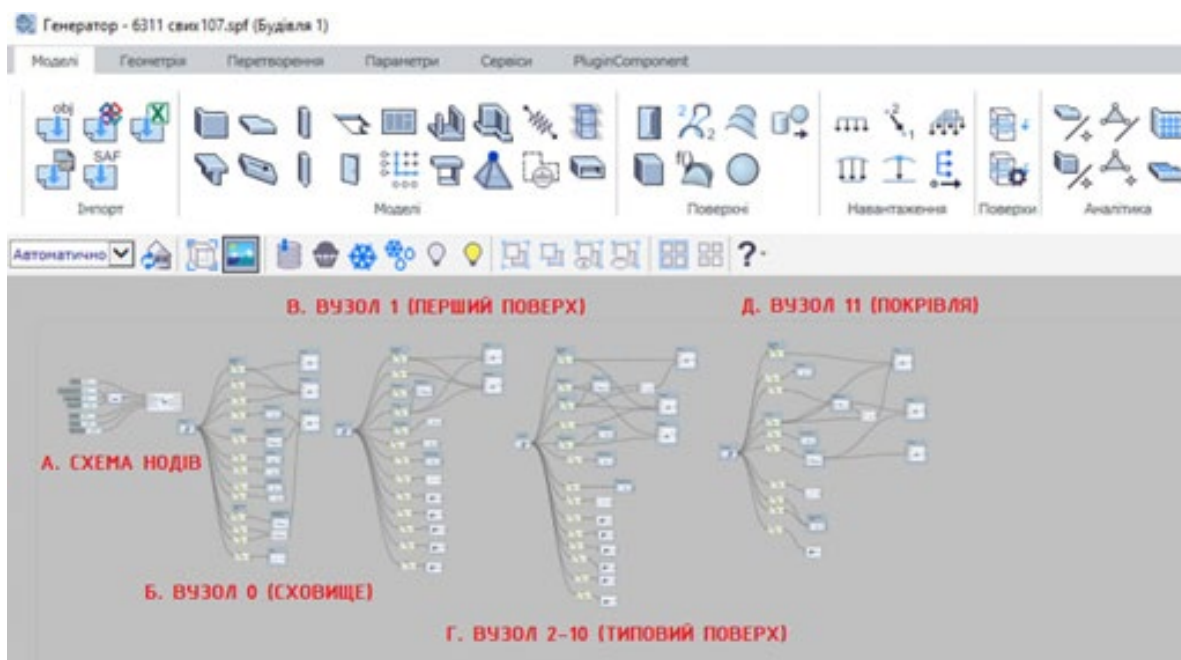 Генератор - 6311 свих107.spf (Будівля 1)
Моделі Геометрія Перетворення Параметри Сервіси PluginComponent
obj
SAF
f()
Імпорт Моделі Поверхні Навантаження Поверхи Аналітика
Автоматично ?
В. ВУЗОЛ 1 (ПЕРШИЙ ПОВЕРХ)
Д. ВУЗОЛ 11 (ПОКРІВЛЯ)
А. СХЕМА НОДІВ
Б. ВУЗОЛ 0 (СХОВИЩЕ)
Г. ВУЗОЛ 2-10 (ТИПОВИЙ ПОВЕРХ)